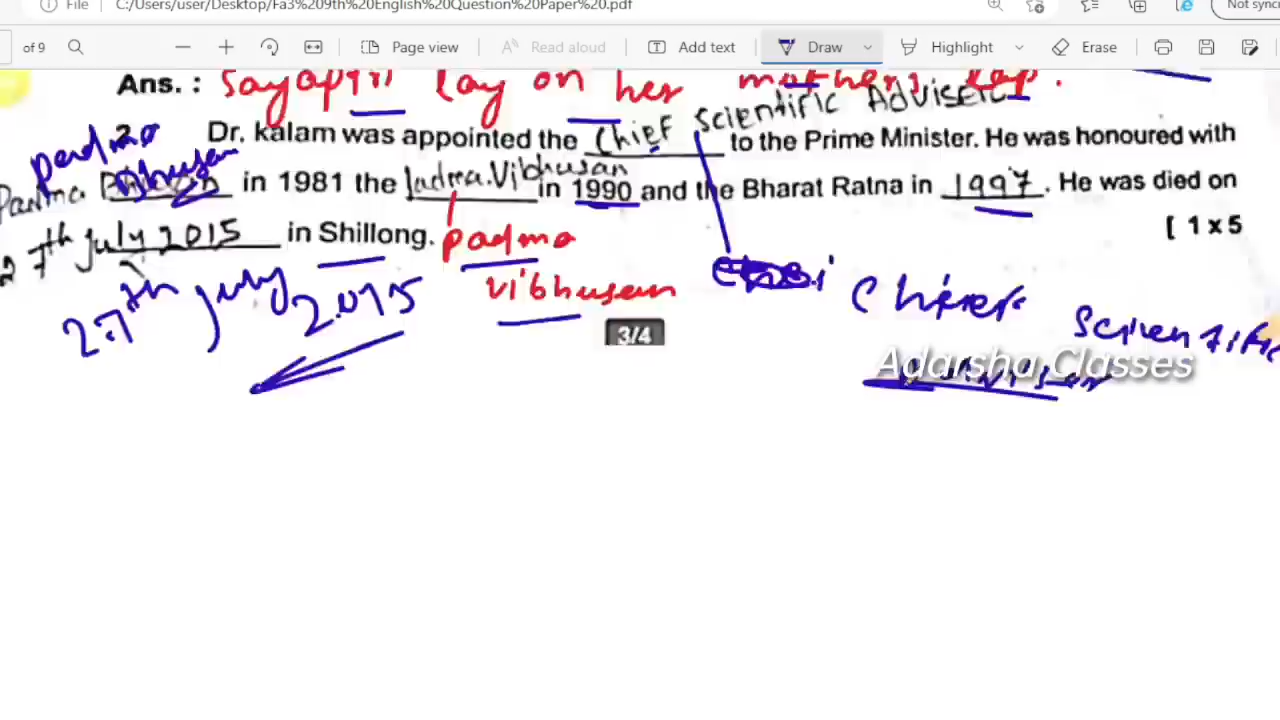 File C:/Users/user/Desktop/Fa3%209th%20English%20Question%20Paper%20.pdf Not sync
of 9 Page view Read aloud Add text Draw Highlight Erase
Ans. : Sayapril lay on her mothers lap.
Dr. kalam was appointed the Chief Scientific Adviser to the Prime Minister. He was honoured with
Padma in 1981 the Padma.Vibhusan in 1990 and the Bharat Ratna in 1997. He was died on
27th july 2015 in Shillong. [ 1 x 5
padma
vibhusan
27th july 2015
Chief Scientific
3/4
Adarsha Classes